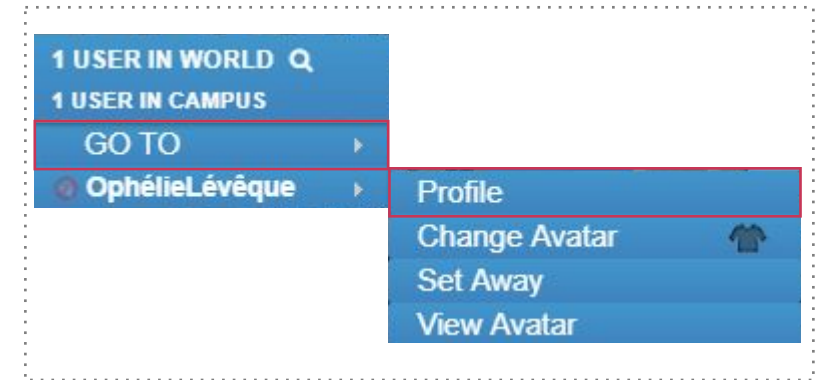 1 USER IN WORLD
1 USER IN CAMPUS
GO TO
OphélieLévêque
Profile
Change Avatar
Set Away
View Avatar